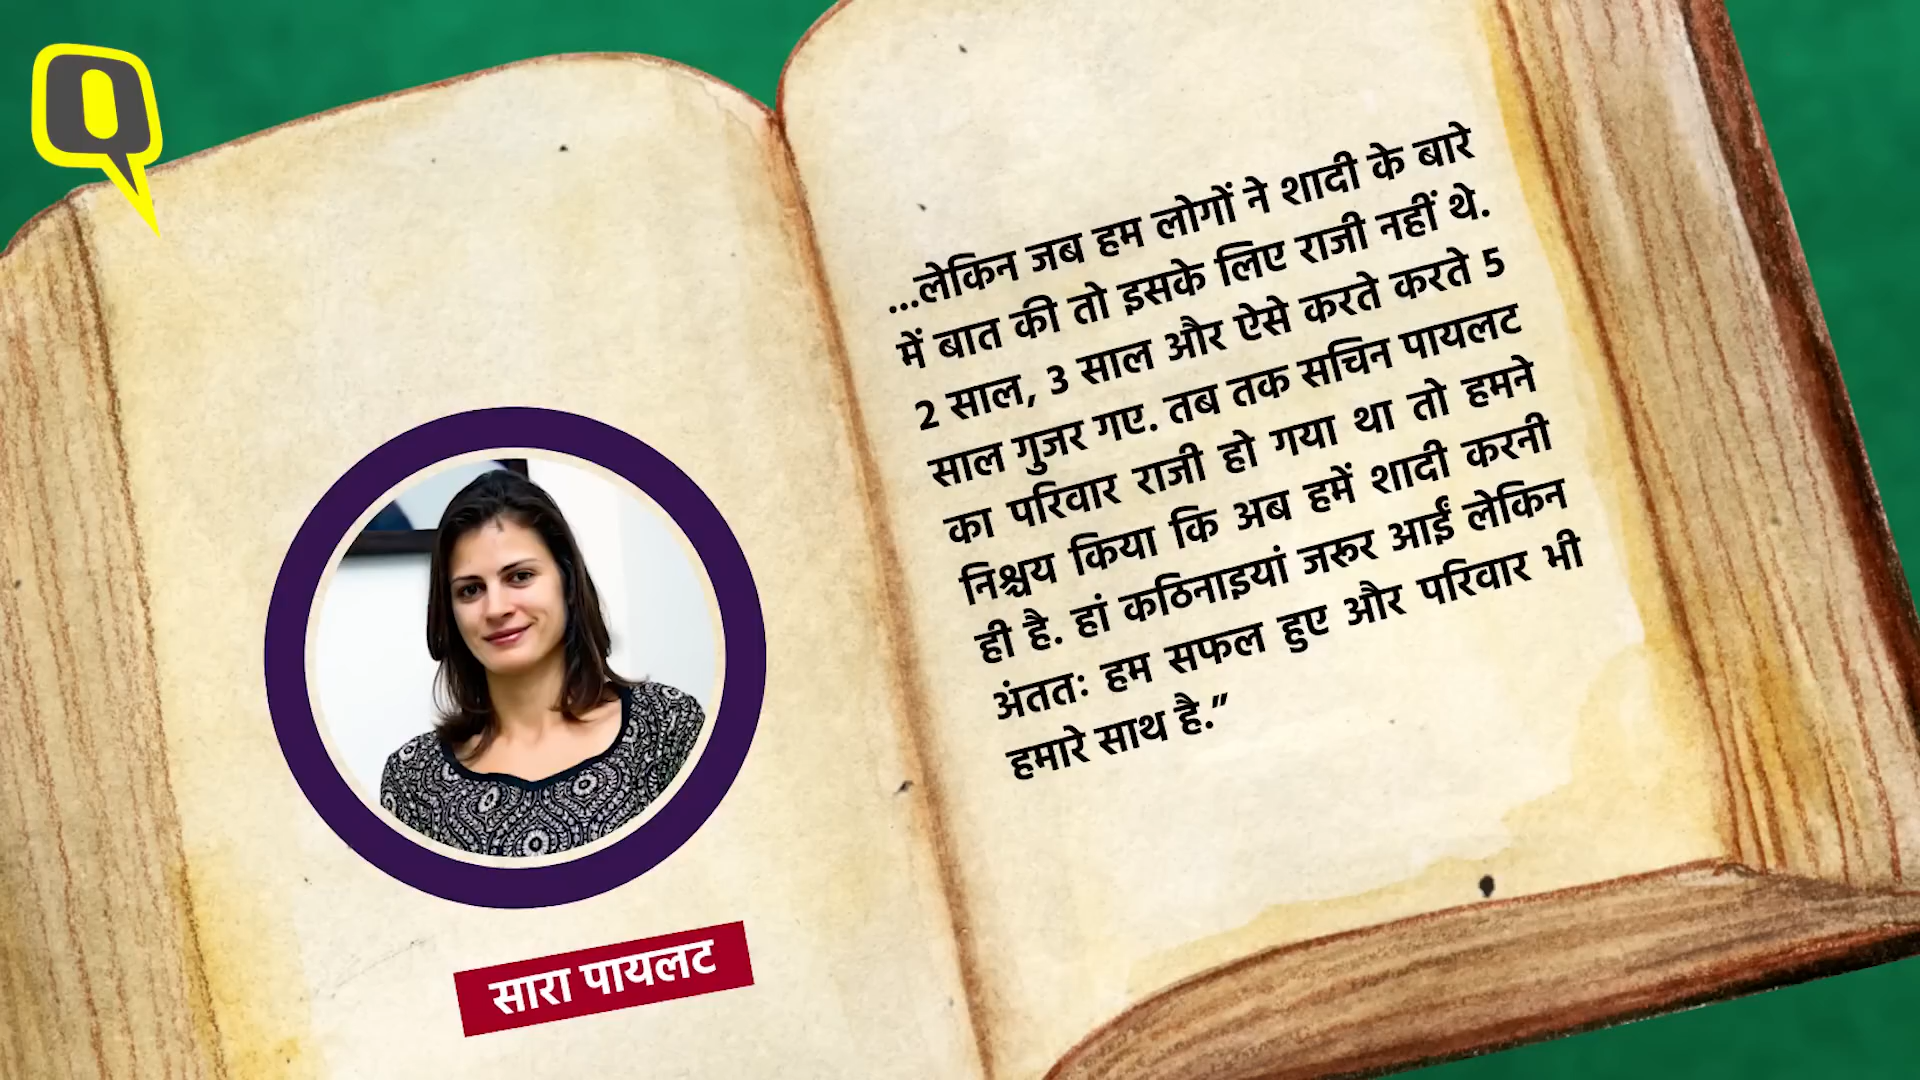 Q
...लेकिन जब हम लोगों ने शादी के बारे
में बात की तो इसके लिए राजी नहीं थे.
2 साल, 3 साल और ऐसे करते करते 5
साल गुजर गए. तब तक सचिन पायलट
का परिवार राजी हो गया था तो हमने
निश्चय किया कि अब हमें शादी करनी
ही है. हां कठिनाइयां जरूर आईं लेकिन
अंततः हम सफल हुए और परिवार भी
हमारे साथ है.”
सारा पायलट